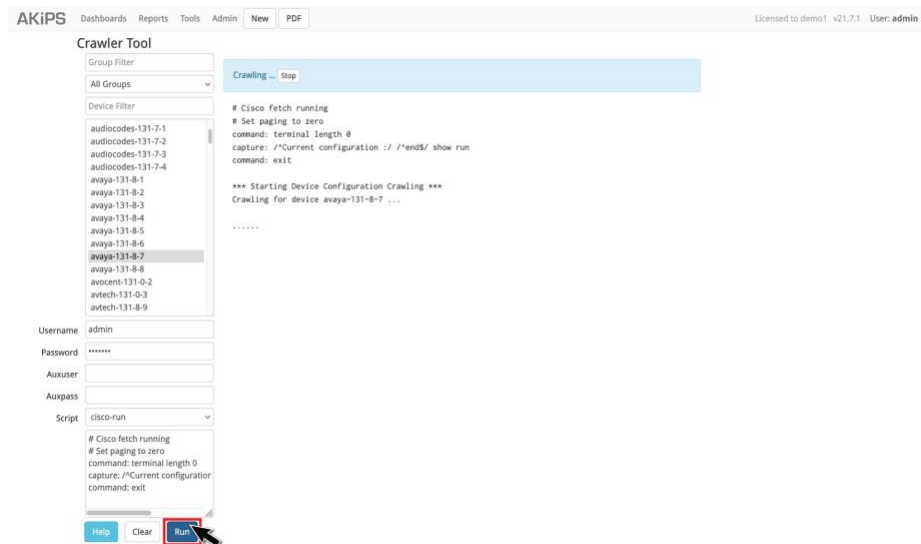 AKiPS Dashboards Reports Tools Admin New PDF Licensed to demo1 v21.7.1 User: admin
Crawler Tool
Group Filter
All Groups
Device Filter
audiocodes-131-7-1
audiocodes-131-7-2
audiocodes-131-7-3
audiocodes-131-7-4
avaya-131-8-1
avaya-131-8-2
avaya-131-8-3
avaya-131-8-4
avaya-131-8-5
avaya-131-8-6
avaya-131-8-7
avaya-131-8-8
avocent-131-0-2
avtech-131-0-3
avtech-131-8-9
Username admin
Password •••••••
Auxuser
Auxpass
Script cisco-run
# Cisco fetch running
# Set paging to zero
command: terminal length 0
capture: /^Current configuration
command: exit
Help Clear Run
Crawling ... Stop
# Cisco fetch running
# Set paging to zero
command: terminal length 0
capture: /^Current configuration :/ /^end$/ show run
command: exit
*** Starting Device Configuration Crawling ***
Crawling for device avaya-131-8-7 ...
......